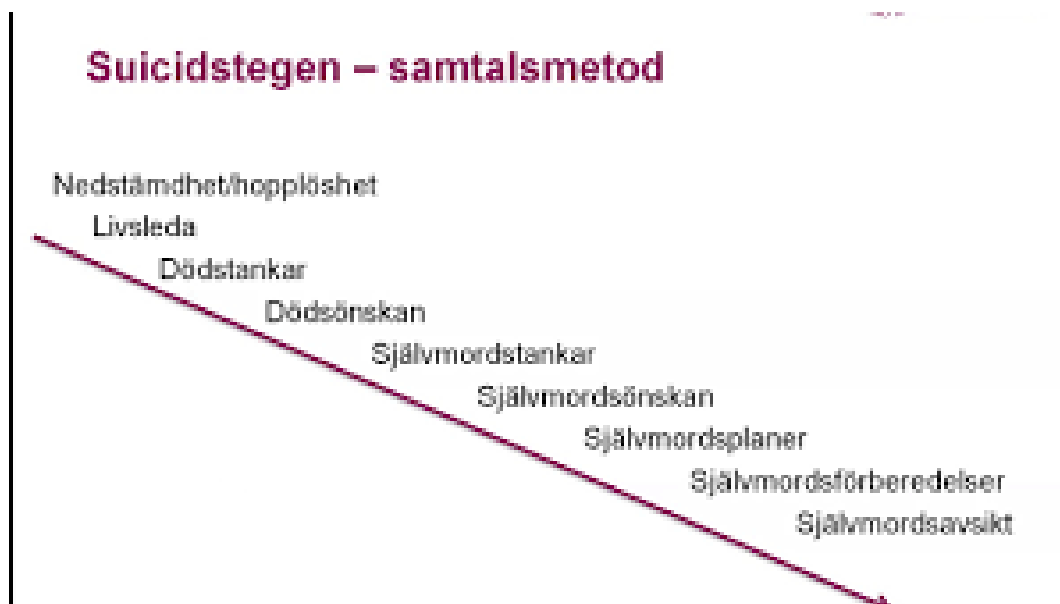 Suicidstegen – samtalsmetod
Nedstämdhet/hopplöshet
Livsleda
Dödstankar
Dödsönskan
Självmordstankar
Självmordsönskan
Självmordsplaner
Självmordsförberedelser
Självmordsavsikt